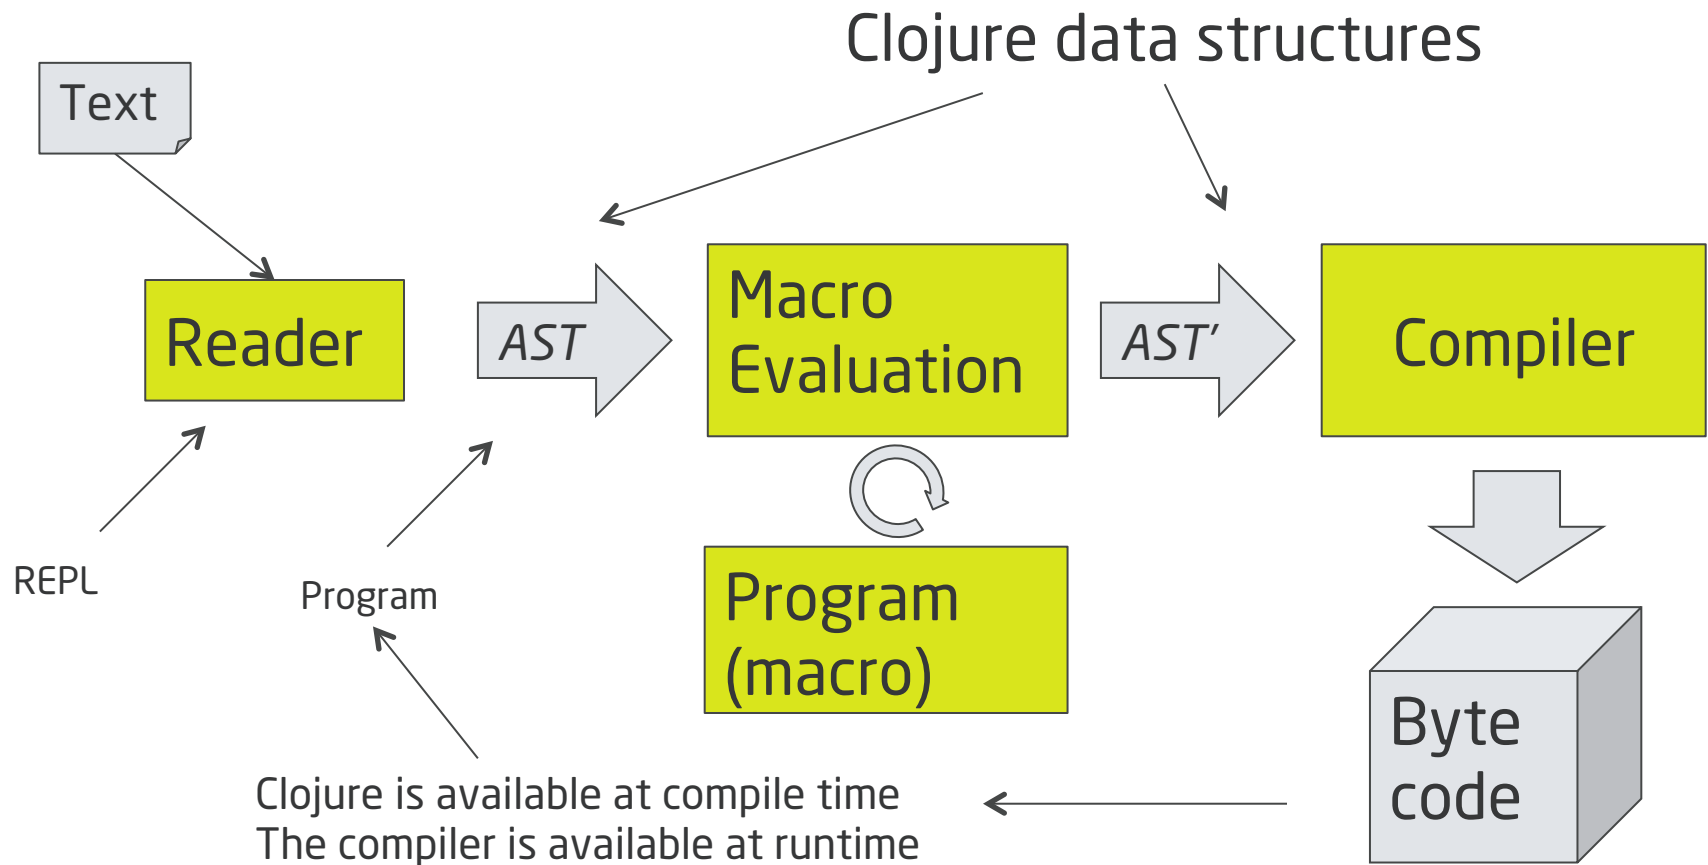 Clojure data structures
Text
Reader
AST
Macro
Evaluation
AST’
Compiler
REPL
Program
Program
(macro)
Byte
code
Clojure is available at compile time
The compiler is available at runtime